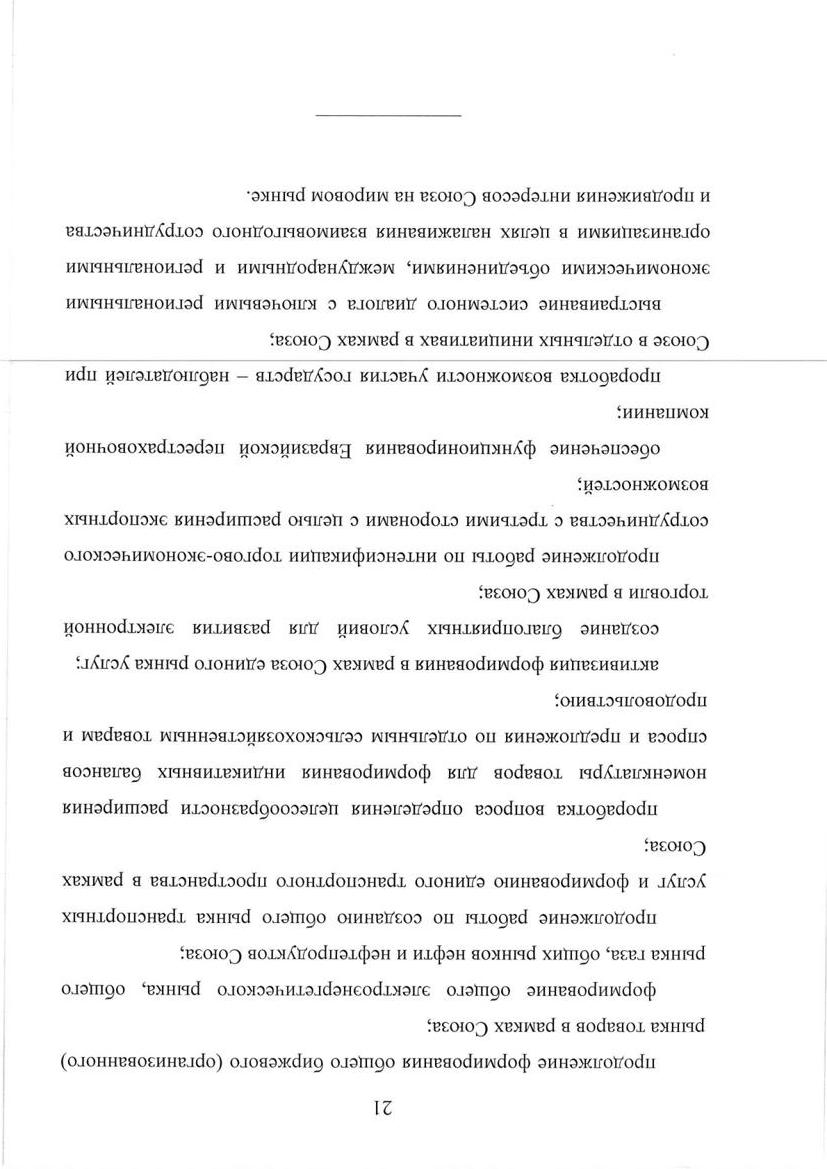 21
продолжение формирования общего биржевого (организованного)
рынка товаров в рамках Союза;
формирование общего электроэнергетического рынка, общего
рынка газа, общих рынков нефти и нефтепродуктов Союза;
продолжение работы по созданию общего рынка транспортных
услуг и формированию единого транспортного пространства в рамках
Союза;
проработка вопроса определения целесообразности расширения
номенклатуры товаров для формирования индикативных балансов
спроса и предложения по отдельным сельскохозяйственным товарам и
продовольствию;
активизация формирования в рамках Союза единого рынка услуг;
создание благоприятных условий для развития электронной
торговли в рамках Союза;
продолжение работы по интенсификации торгово-экономического
сотрудничества с третьими сторонами с целью расширения экспортных
возможностей;
обеспечение функционирования Евразийской перестраховочной
компании;
проработка возможности участия государств – наблюдателей при
Союзе в отдельных инициативах в рамках Союза;
выстраивание системного диалога с ключевыми региональными
экономическими объединениями, международными и региональными
организациями в целях налаживания взаимовыгодного сотрудничества
и продвижения интересов Союза на мировом рынке.